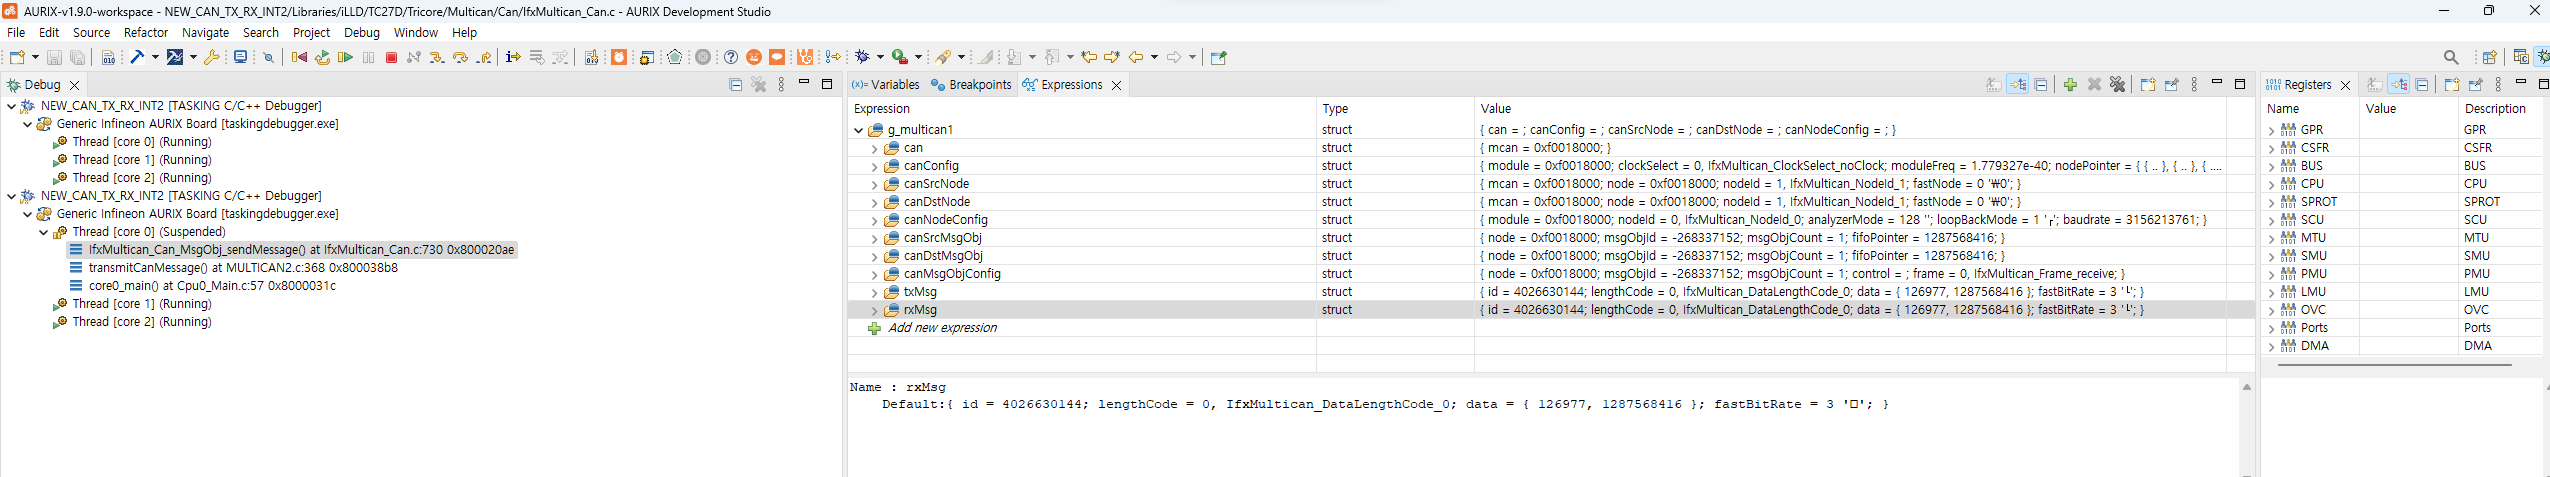 AURIX-v1.9.0-workspace - NEW_CAN_TX_RX_INT2/Libraries/iLLD/TC27D/Tricore/Multican/Can/IfxMultican_Can.c - AURIX Development Studio
File Edit Source Refactor Navigate Search Project Debug Window Help
Debug
NEW_CAN_TX_RX_INT2 [TASKING C/C++ Debugger]
Generic Infineon AURIX Board [taskingdebugger.exe]
Thread [core 0] (Running)
Thread [core 1] (Running)
Thread [core 2] (Running)
NEW_CAN_TX_RX_INT2 [TASKING C/C++ Debugger]
Generic Infineon AURIX Board [taskingdebugger.exe]
Thread [core 0] (Suspended)
IfxMultican_Can_MsgObj_sendMessage() at IfxMultican_Can.c:730 0x800020ae
transmitCanMessage() at MULTICAN2.c:368 0x800038b8
core0_main() at Cpu0_Main.c:57 0x8000031c
Thread [core 1] (Running)
Thread [core 2] (Running)
(x)= Variables Breakpoints Expressions
Expression Type Value
g_multican1 struct { can = ; canConfig = ; canSrcNode = ; canDstNode = ; canNodeConfig = ; }
can struct { mcan = 0xf0018000; }
canConfig struct { module = 0xf0018000; clockSelect = 0, IfxMultican_ClockSelect_noClock; moduleFreq = 1.779327e-40; nodePointer = { { .. }, { .. }, { ....
canSrcNode struct { mcan = 0xf0018000; node = 0xf0018000; nodeId = 1, IfxMultican_NodeId_1; fastNode = 0 '₩0'; }
canDstNode struct { mcan = 0xf0018000; node = 0xf0018000; nodeId = 1, IfxMultican_NodeId_1; fastNode = 0 '₩0'; }
canNodeConfig struct { module = 0xf0018000; nodeId = 0, IfxMultican_NodeId_0; analyzerMode = 128 ''; loopBackMode = 1 '┌'; baudrate = 3156213761; }
canSrcMsgObj struct { node = 0xf0018000; msgObjId = -268337152; msgObjCount = 1; fifoPointer = 1287568416; }
canDstMsgObj struct { node = 0xf0018000; msgObjId = -268337152; msgObjCount = 1; fifoPointer = 1287568416; }
canMsgObjConfig struct { node = 0xf0018000; msgObjId = -268337152; msgObjCount = 1; control = ; frame = 0, IfxMultican_Frame_receive; }
txMsg struct { id = 4026630144; lengthCode = 0, IfxMultican_DataLengthCode_0; data = { 126977, 1287568416 }; fastBitRate = 3 '└'; }
rxMsg struct { id = 4026630144; lengthCode = 0, IfxMultican_DataLengthCode_0; data = { 126977, 1287568416 }; fastBitRate = 3 '└'; }
Add new expression
Name : rxMsg
Default:{ id = 4026630144; lengthCode = 0, IfxMultican_DataLengthCode_0; data = { 126977, 1287568416 }; fastBitRate = 3 '□'; }
Registers
Name Value Description
GPR GPR
CSFR CSFR
BUS BUS
CPU CPU
SPROT SPROT
SCU SCU
MTU MTU
SMU SMU
PMU PMU
LMU LMU
OVC OVC
Ports Ports
DMA DMA